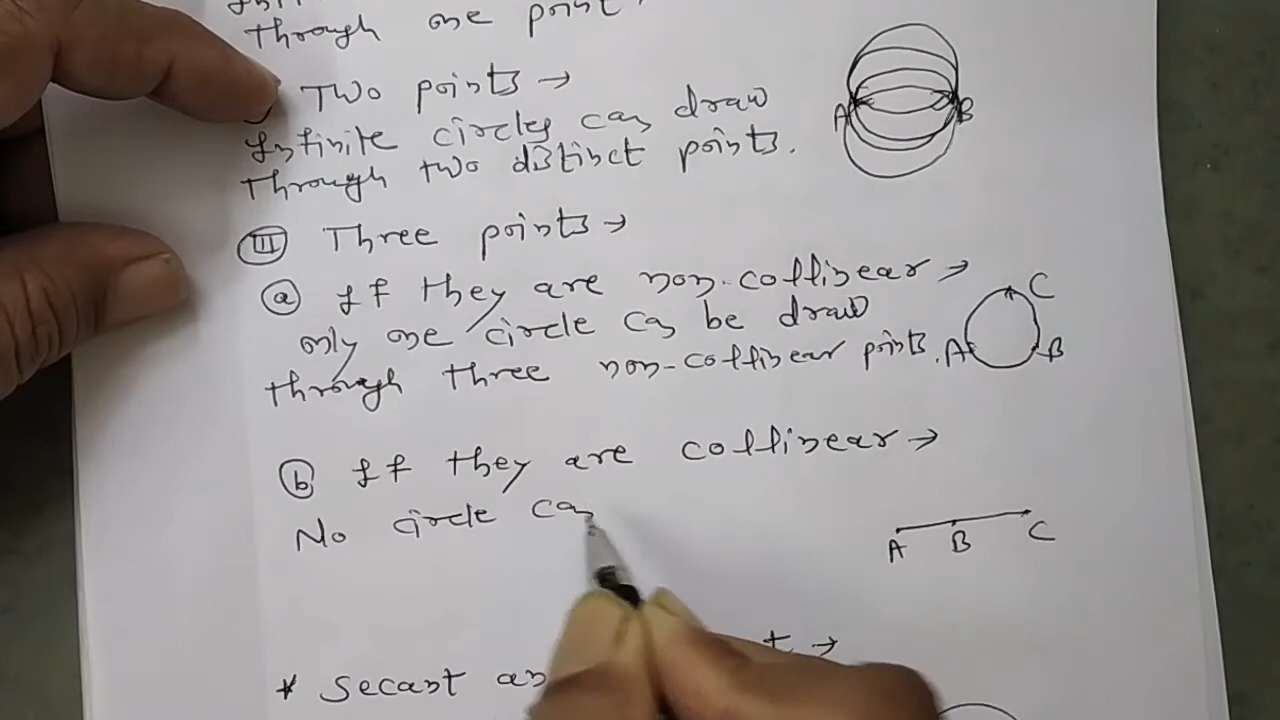 through one point.
Two points →
Infinite circles can draw
through two distinct points.
A B
III Three points →
a If they are non-collinear →
C
only one circle can be draw
through three non-collinear points.
A B
b If they are collinear →
No circle can
A B C
* Secant